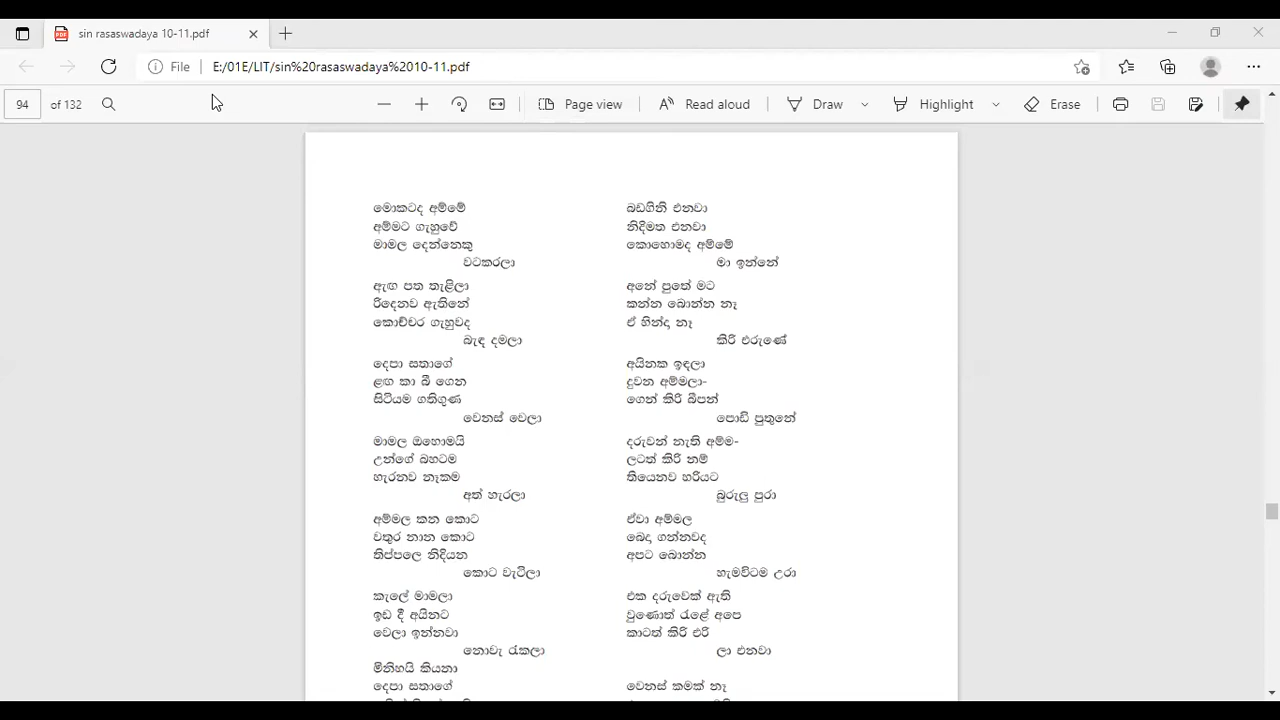 sin rasaswadaya 10-11.pdf
File E:/01E/LIT/sin%20rasaswadaya%2010-11.pdf
94 of 132 Page view Read aloud Draw Highlight Erase
මොකටද අම්මේ
අම්මට ගැහුවේ
මාමල දෙන්නෙකු
වටකරලා
ඇඟ පත තැළිලා
රිදෙනව ඇතිනේ
කොච්චර ගැහුවද
බැඳ දමලා
දෙපා සතාගේ
ළඟ කා බී ගෙන
සිටියම ගතිගුණ
වෙනස් වෙලා
මාමල ඔහොමයි
උන්ගේ බහටම
හැරනව නෑකම
අත් හැරලා
අම්මල කන කොට
වතුර නාන කොට
තිප්පලෙ නිදියන
කොට වැටිලා
කැලේ මාමලා
ඉඩ දී අයිනට
වෙලා ඉන්නවා
නොවැ රැකලා
මිනිහයි කියනා
දෙපා සතාගේ
බඩගිනි එනවා
නිදිමත එනවා
කොහොමද අම්මේ
මා ඉන්නේ
අනේ පුතේ මට
කන්න බොන්න නෑ
ඒ හින්දා නෑ
කිරි එරුණේ
අයිනක ඉඳලා
දුවන අම්මලා-
ගෙන් කිරි බීපන්
පොඩි පුතුනේ
දරුවන් නැති අම්ම-
ලටත් කිරි නම්
තියෙනව හරියට
බුරුලු පුරා
ඒවා අම්මල
බෙදා ගන්නවද
අපට බොන්න
හැමවිටම උරා
එක දරුවෙක් ඇති
වුණොත් රැළේ අපෙ
කාටත් කිරි එරි
ලා එනවා
වෙනස් කමක් නෑ